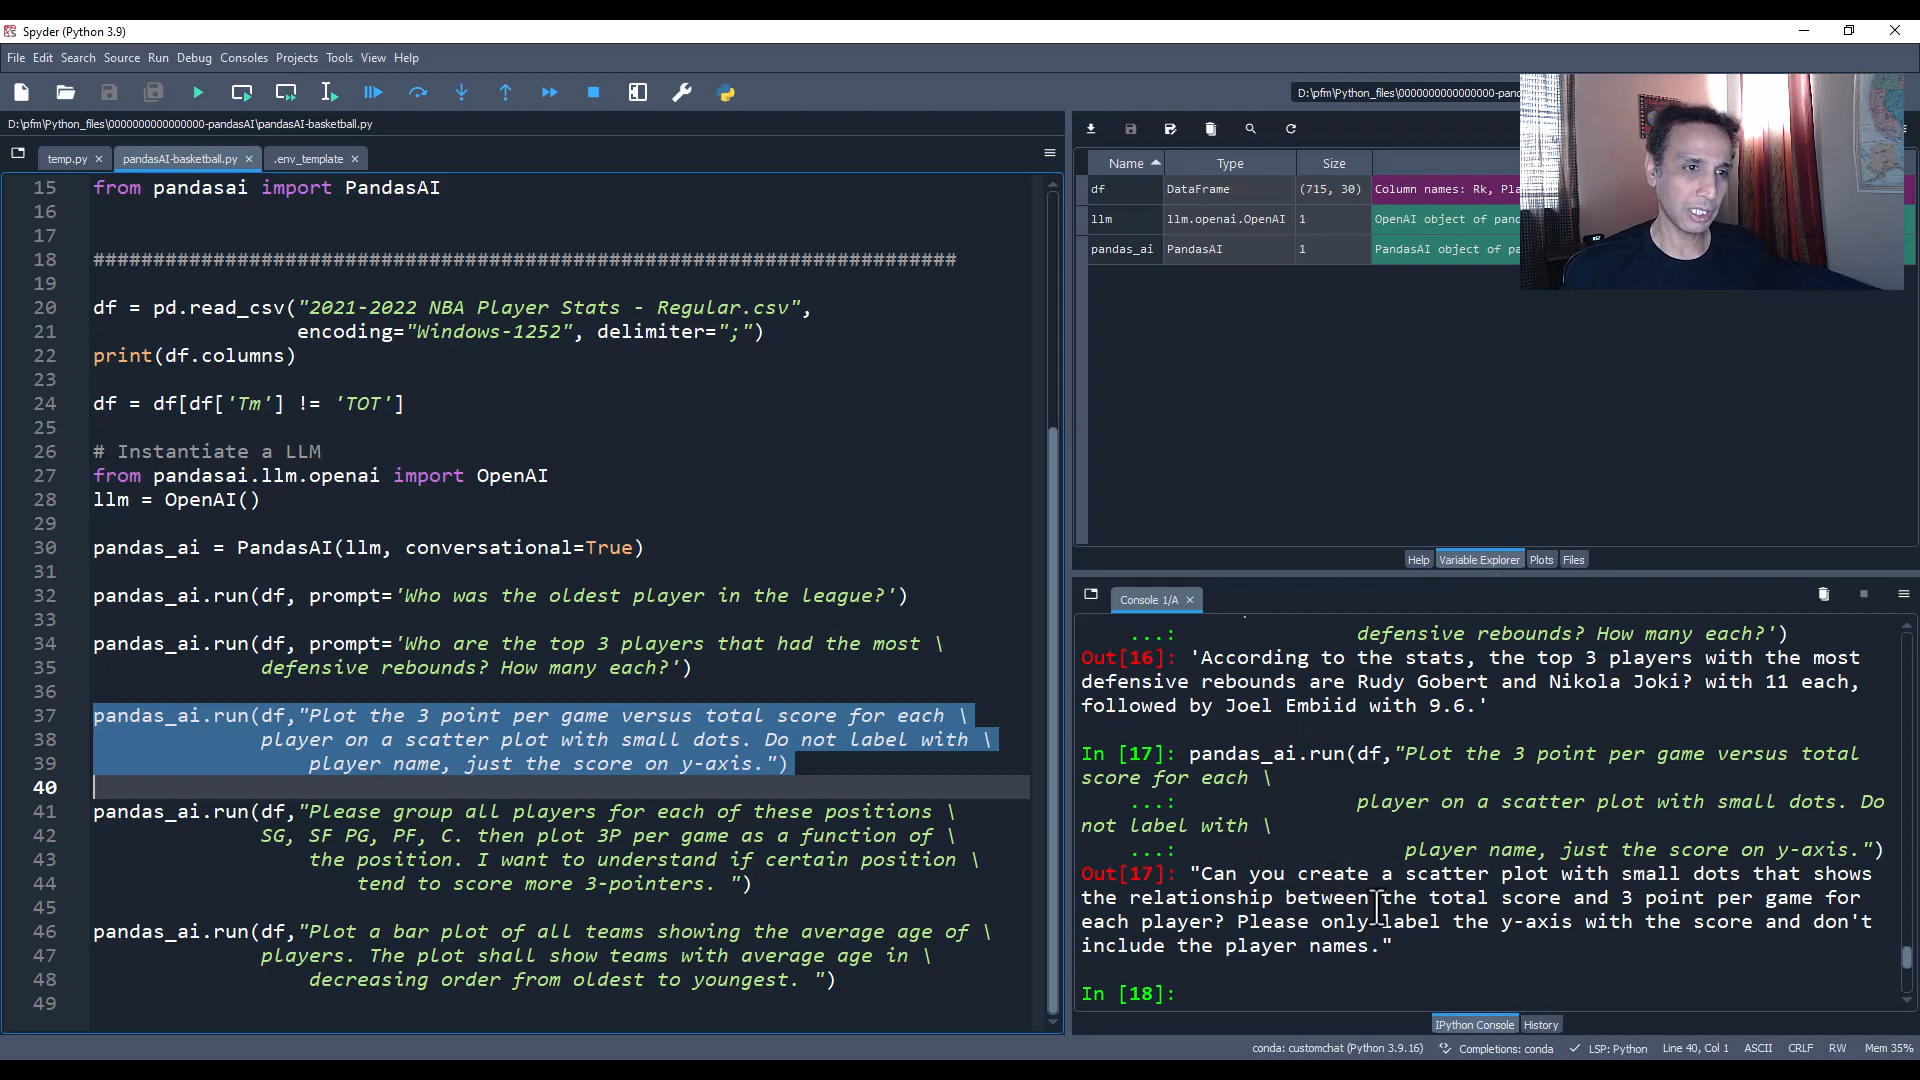 Spyder (Python 3.9)
File Edit Search Source Run Debug Consoles Projects Tools View Help
D:\pfm\Python_files\0000000000000000-pand
D:\pfm\Python_files\0000000000000000-pandasAI\pandasAI-basketball.py
temp.py
pandasAI-basketball.py
.env_template
15 from pandasai import PandasAI
16
17
18 ########################################################################
19
20 df = pd.read_csv("2021-2022 NBA Player Stats - Regular.csv",
21 encoding="Windows-1252", delimiter=";")
22 print(df.columns)
23
24 df = df[df['Tm'] != 'TOT']
25
26 # Instantiate a LLM
27 from pandasai.llm.openai import OpenAI
28 llm = OpenAI()
29
30 pandas_ai = PandasAI(llm, conversational=True)
31
32 pandas_ai.run(df, prompt='Who was the oldest player in the league?')
33
34 pandas_ai.run(df, prompt='Who are the top 3 players that had the most \
35 defensive rebounds? How many each?')
36
37 pandas_ai.run(df,"Plot the 3 point per game versus total score for each \
38 player on a scatter plot with small dots. Do not label with \
39 player name, just the score on y-axis.")
40
41 pandas_ai.run(df,"Please group all players for each of these positions \
42 SG, SF PG, PF, C. then plot 3P per game as a function of \
43 the position. I want to understand if certain position \
44 tend to score more 3-pointers. ")
45
46 pandas_ai.run(df,"Plot a bar plot of all teams showing the average age of \
47 players. The plot shall show teams with average age in \
48 decreasing order from oldest to youngest. ")
49
Name Type Size
df DataFrame (715, 30) Column names: Rk, Pla
llm llm.openai.OpenAI 1 OpenAI object of pand
pandas_ai PandasAI 1 PandasAI object of pa
Help Variable Explorer Plots Files
Console 1/A
...: defensive rebounds? How many each?')
Out[16]: 'According to the stats, the top 3 players with the most
defensive rebounds are Rudy Gobert and Nikola Joki? with 11 each,
followed by Joel Embiid with 9.6.'
In [17]: pandas_ai.run(df,"Plot the 3 point per game versus total
score for each \
...: player on a scatter plot with small dots. Do
not label with \
...: player name, just the score on y-axis.")
Out[17]: "Can you create a scatter plot with small dots that shows
the relationship between the total score and 3 point per game for
each player? Please only label the y-axis with the score and don't
include the player names."
In [18]:
IPython Console History
conda: customchat (Python 3.9.16) Completions: conda LSP: Python Line 40, Col 1 ASCII CRLF RW Mem 35%